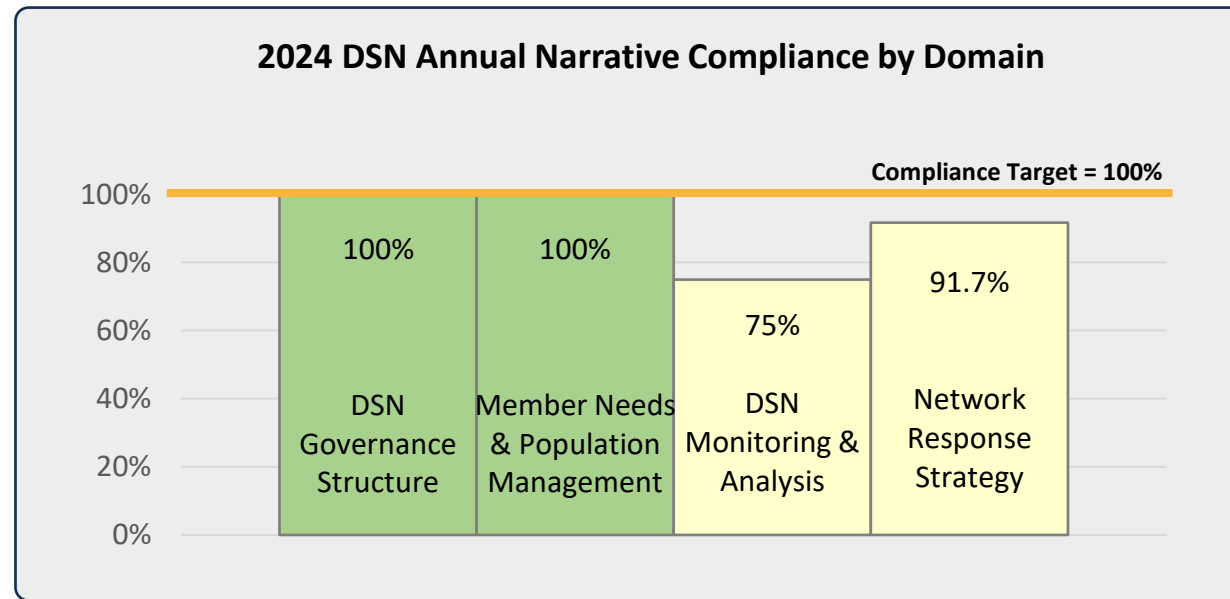 2024 DSN Annual Narrative Compliance by Domain
Compliance Target = 100%
100%
80%
60%
40%
20%
0%
100%
DSN
Governance
Structure
100%
Member Needs
& Population
Management
75%
DSN
Monitoring &
Analysis
91.7%
Network
Response
Strategy